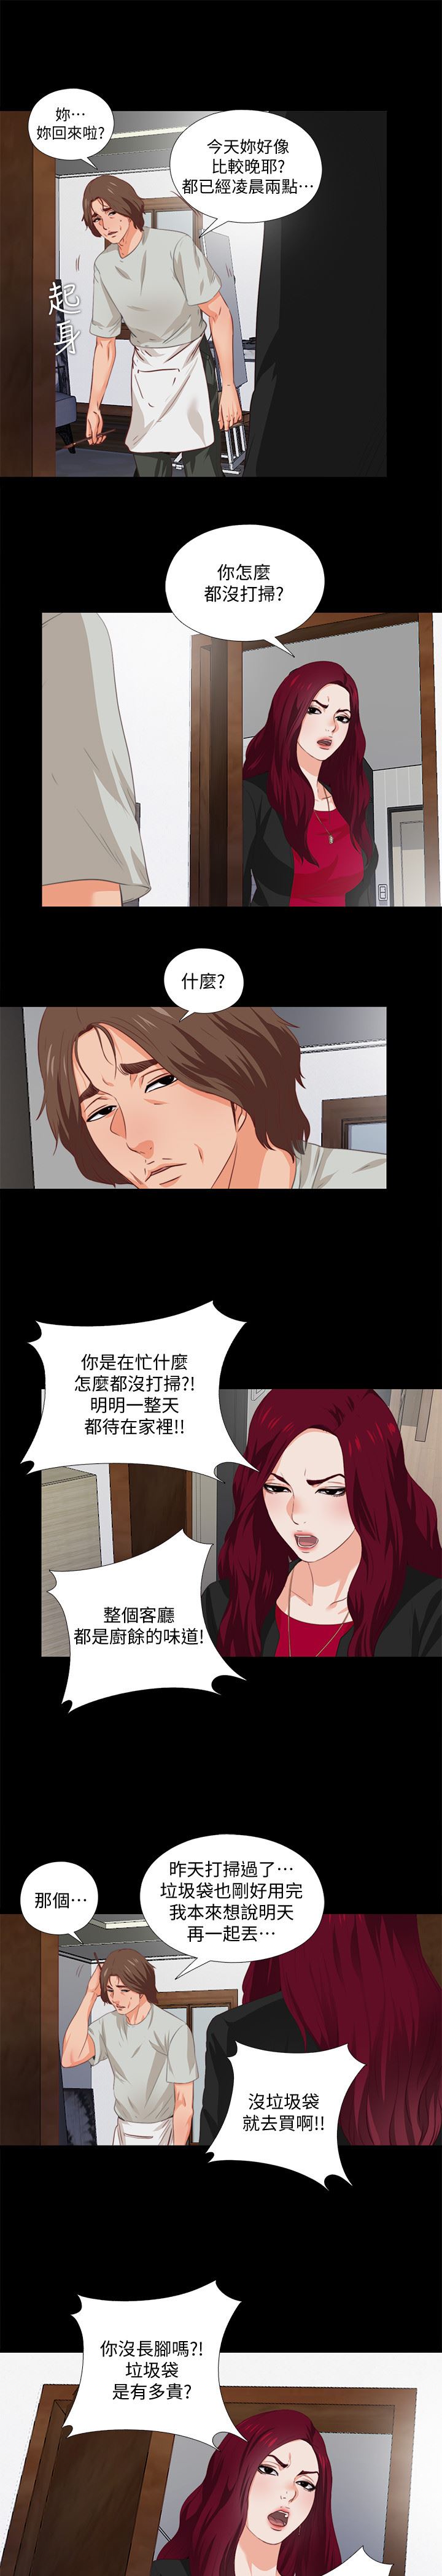 妳…
妳回來啦?
今天妳好像
比較晚耶?
都已經凌晨兩點…
起
身
你怎麼
都沒打掃?
什麼?
你是在忙什麼
怎麼都沒打掃?!
明明一整天
都待在家裡!!
整個客廳
都是廚餘的味道!
那個…
昨天打掃過了…
垃圾袋也剛好用完
我本來想說明天
再一起丟…
沒垃圾袋
就去買啊!!
你沒長腳嗎?!
垃圾袋
是有多貴?